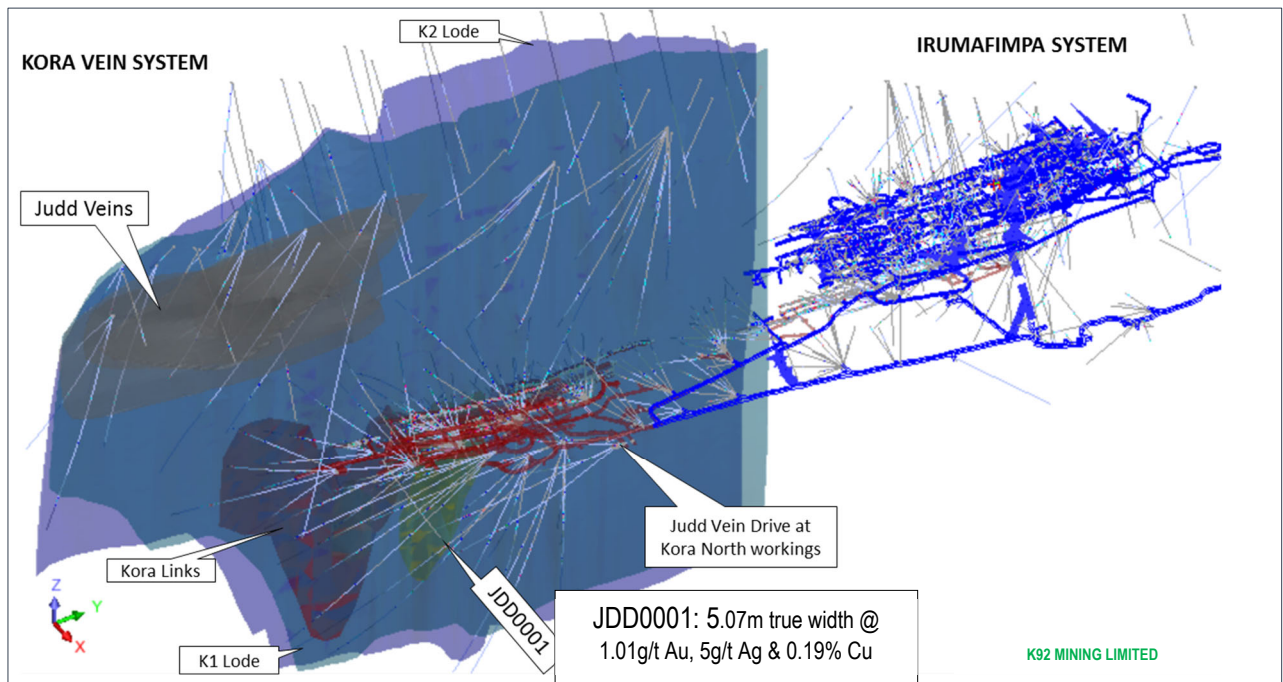 K2 Lode
KORA VEIN SYSTEM
IRUMAFIMPA SYSTEM
Judd Veins
Judd Vein Drive at
Kora North workings
Kora Links
JDD0001
K1 Lode
JDD0001: 5.07m true width @
1.01g/t Au, 5g/t Ag & 0.19% Cu
K92 MINING LIMITED
Z
Y
X